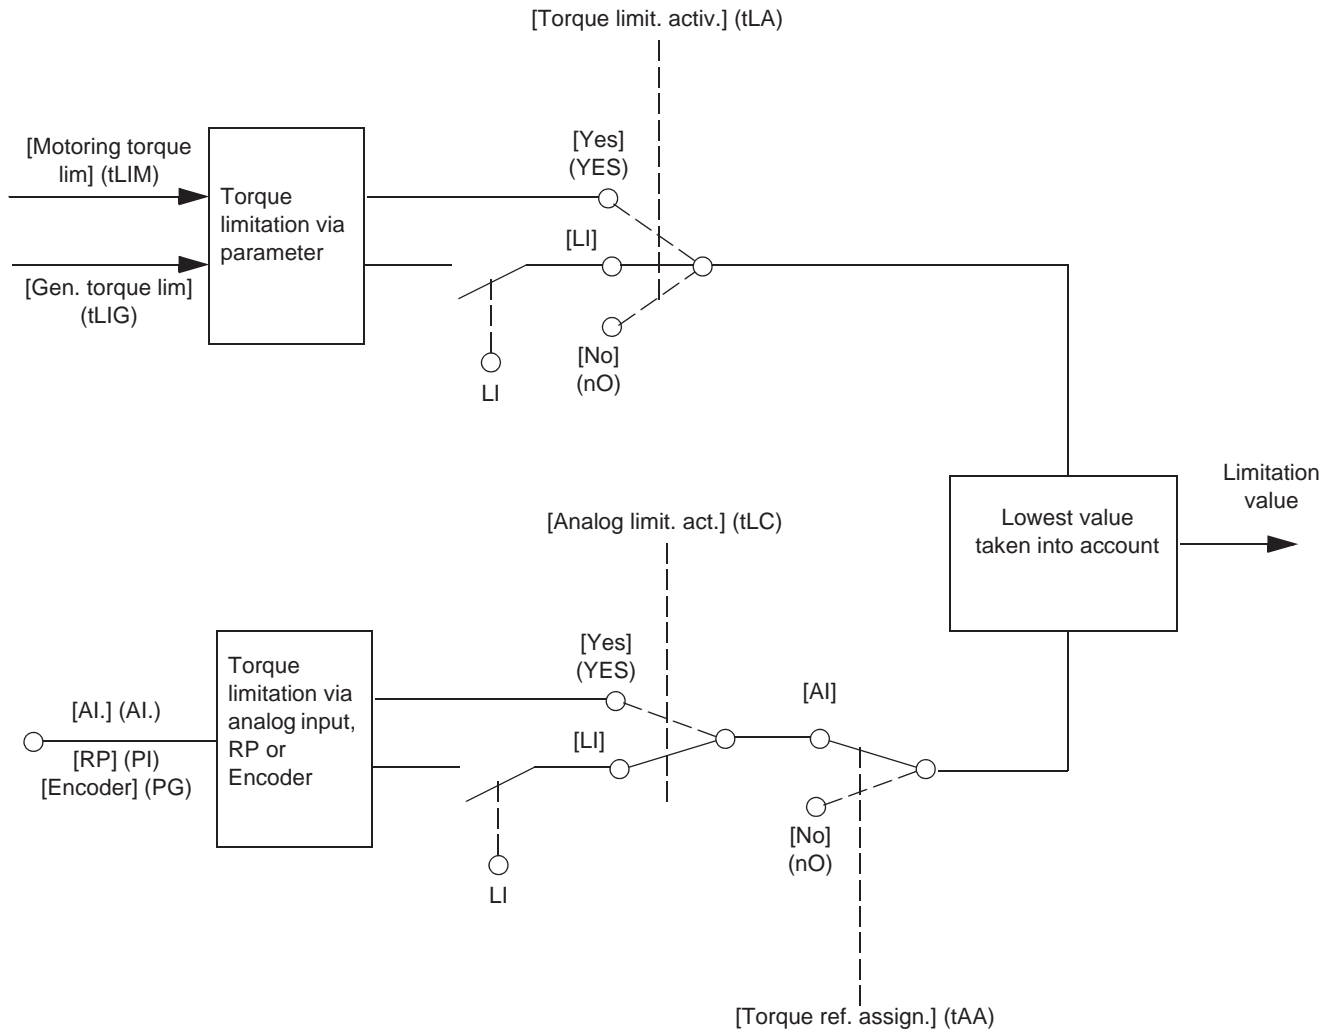 [Torque limit. activ.] (tLA)
[Motoring torque
lim] (tLIM)
[Gen. torque lim]
(tLIG)
Torque
limitation via
parameter
[Yes]
(YES)
[LI]
[No]
(nO)
LI
Lowest value
taken into account
Limitation
value
[Analog limit. act.] (tLC)
[AI.] (AI.)
[RP] (PI)
[Encoder] (PG)
Torque
limitation via
analog input,
RP or
Encoder
[Yes]
(YES)
[LI]
LI
[AI]
[No]
(nO)
[Torque ref. assign.] (tAA)